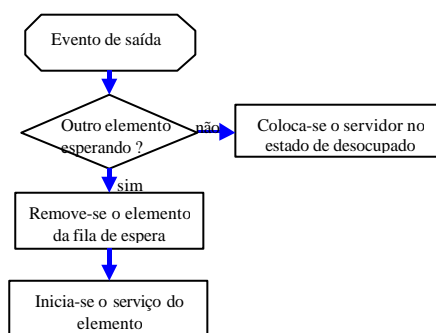 Evento de saída
Outro elemento
esperando ?
não
Coloca-se o servidor no
estado de desocupado
sim
Remove-se o elemento
da fila de espera
Inicia-se o serviço do
elemento